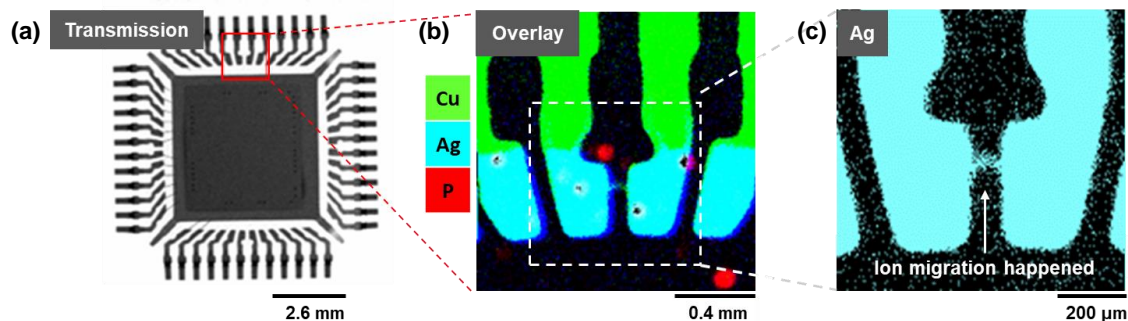 (a) Transmission
2.6 mm
(b) Overlay
Cu
Ag
P
0.4 mm
(c) Ag
Ion migration happened
200 µm